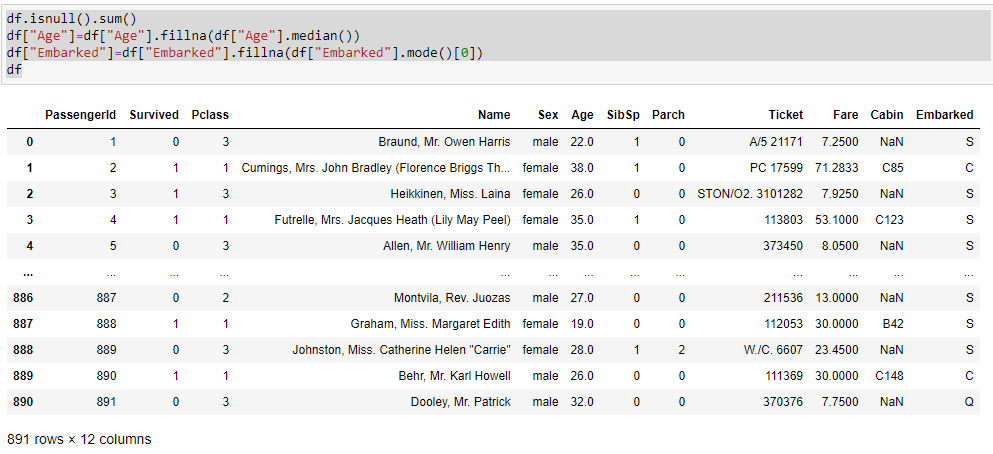 df.isnull().sum()
df["Age"]=df["Age"].fillna(df["Age"].median())
df["Embarked"]=df["Embarked"].fillna(df["Embarked"].mode()[0])
df
PassengerId Survived Pclass Name Sex Age SibSp Parch Ticket Fare Cabin Embarked
0 1 0 3 Braund, Mr. Owen Harris male 22.0 1 0 A/5 21171 7.2500 NaN S
1 2 1 1 Cumings, Mrs. John Bradley (Florence Briggs Th... female 38.0 1 0 PC 17599 71.2833 C85 C
2 3 1 3 Heikkinen, Miss. Laina female 26.0 0 0 STON/O2. 3101282 7.9250 NaN S
3 4 1 1 Futrelle, Mrs. Jacques Heath (Lily May Peel) female 35.0 1 0 113803 53.1000 C123 S
4 5 0 3 Allen, Mr. William Henry male 35.0 0 0 373450 8.0500 NaN S
... ... ... ... ... ... ... ... ... ... ... ... ...
886 887 0 2 Montvila, Rev. Juozas male 27.0 0 0 211536 13.0000 NaN S
887 888 1 1 Graham, Miss. Margaret Edith female 19.0 0 0 112053 30.0000 B42 S
888 889 0 3 Johnston, Miss. Catherine Helen "Carrie" female 28.0 1 2 W./C. 6607 23.4500 NaN S
889 890 1 1 Behr, Mr. Karl Howell male 26.0 0 0 111369 30.0000 C148 C
890 891 0 3 Dooley, Mr. Patrick male 32.0 0 0 370376 7.7500 NaN Q
891 rows × 12 columns